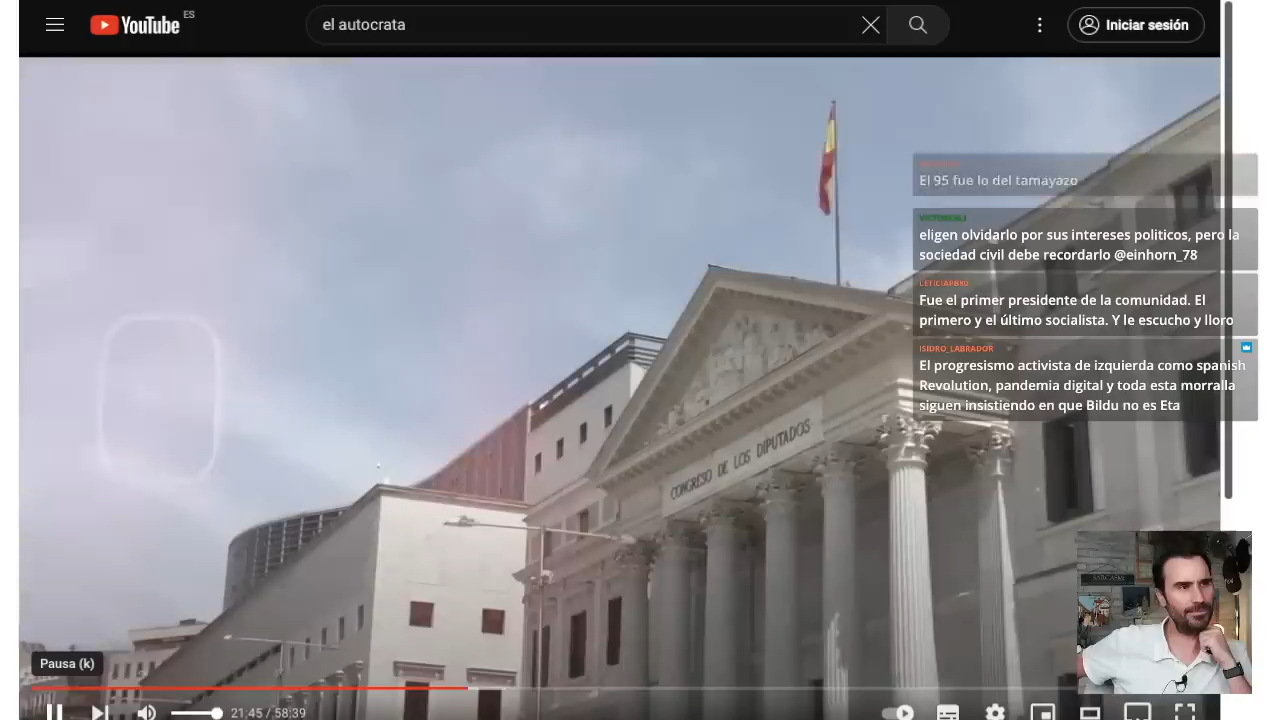 YouTube ES
el autocrata
Iniciar sesión
El 95 fue lo del tamayazo
eligen olvidarlo por sus intereses politicos, pero la
sociedad civil debe recordarlo @einhorn_78
LETICIAPBXO
Fue el primer presidente de la comunidad. El
primero y el último socialista. Y le escucho y lloro
ISIDRO_LABRADOR
El progresismo activista de izquierda como spanish
Revolution, pandemia digital y toda esta morralla
siguen insistiendo en que Bildu no es Eta
CONGRESO DE LOS DIPUTADOS
SARCASM
Pausa (k)
21:45 / 58:39